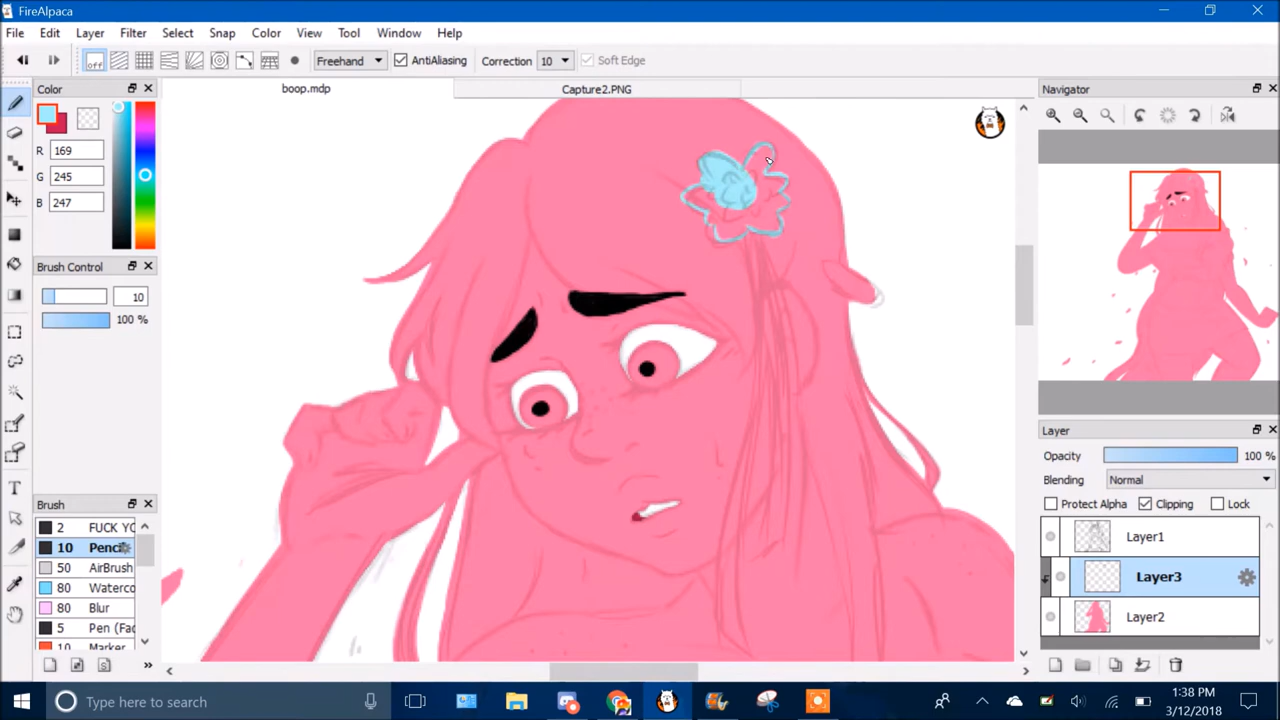 FireAlpaca
File Edit Layer Filter Select Snap Color View Tool Window Help
off Freehand AntiAliasing Correction 10 Soft Edge
Color boop.mdp Capture2.PNG Navigator
R 169
G 245
B 247
Brush Control
10
100 %
Layer
Opacity 100 %
Blending Normal
Protect Alpha Clipping Lock
Brush
2 FUCK YO
10 Pencil
50 AirBrush
80 Waterco
80 Blur
5 Pen (Fad
10 Marker
Layer1
Layer3
Layer2
Type here to search
1:38 PM
3/12/2018